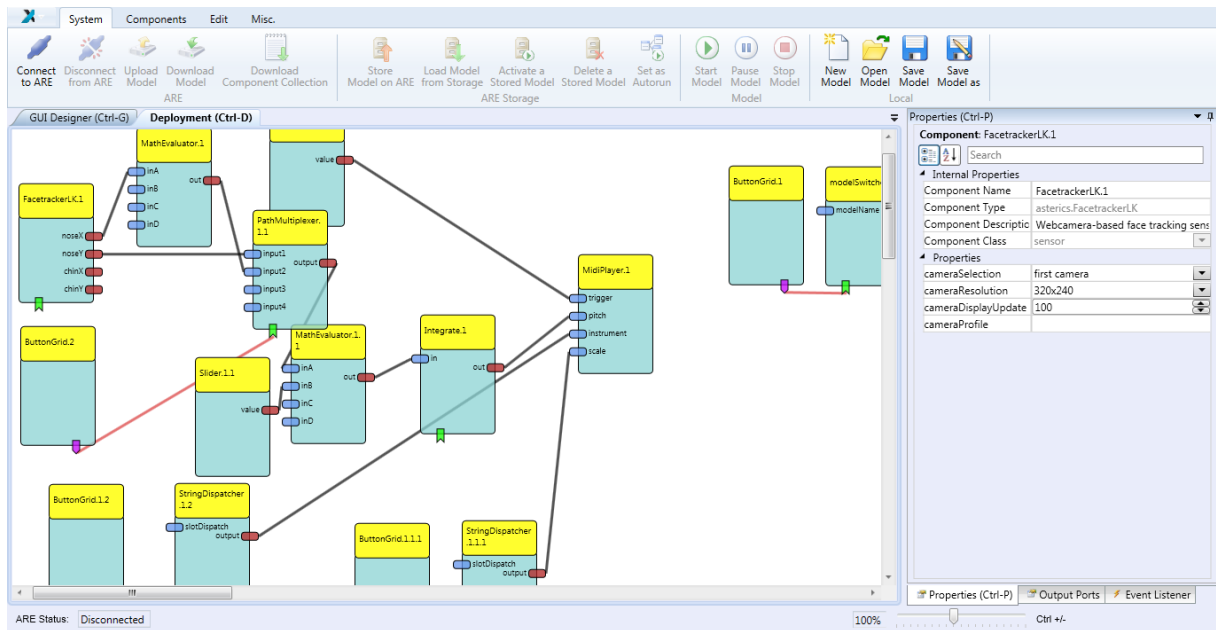 System Components Edit Misc.
Connect to ARE
Disconnect from ARE
Upload Model
Download Model
Download Component Collection
ARE
Store Model on ARE
Load Model from Storage
Activate a Stored Model
Delete a Stored Model
Set as Autorun
ARE Storage
Start Model
Pause Model
Stop Model
Model
New Model
Open Model
Save Model
Save Model as
Local
GUI Designer (Ctrl-G) Deployment (Ctrl-D)
MathEvaluator.1
inA
inB
inC
inD
out
value
FacetrackerLK.1
noseX
noseY
chinX
chinY
PathMultiplexer.
1.1
input1
input2
input3
input4
output
ButtonGrid.1
modelSwitche
modelName
MidiPlayer.1
trigger
pitch
instrument
scale
ButtonGrid.2
Slider.1.1
value
MathEvaluator.1.
1
inA
inB
inC
inD
out
Integrate.1
in
out
ButtonGrid.1.2
StringDispatcher
.1.2
slotDispatch
output
ButtonGrid.1.1.1
StringDispatcher
.1.1.1
slotDispatch
output
Properties (Ctrl-P)
Component: FacetrackerLK.1
Search
Internal Properties
Component Name FacetrackerLK.1
Component Type asterics.FacetrackerLK
Component Descriptio Webcamera-based face tracking sens
Component Class sensor
Properties
cameraSelection first camera
cameraResolution 320x240
cameraDisplayUpdate 100
cameraProfile
Properties (Ctrl-P) Output Ports Event Listener
ARE Status: Disconnected 100% Ctrl +/-